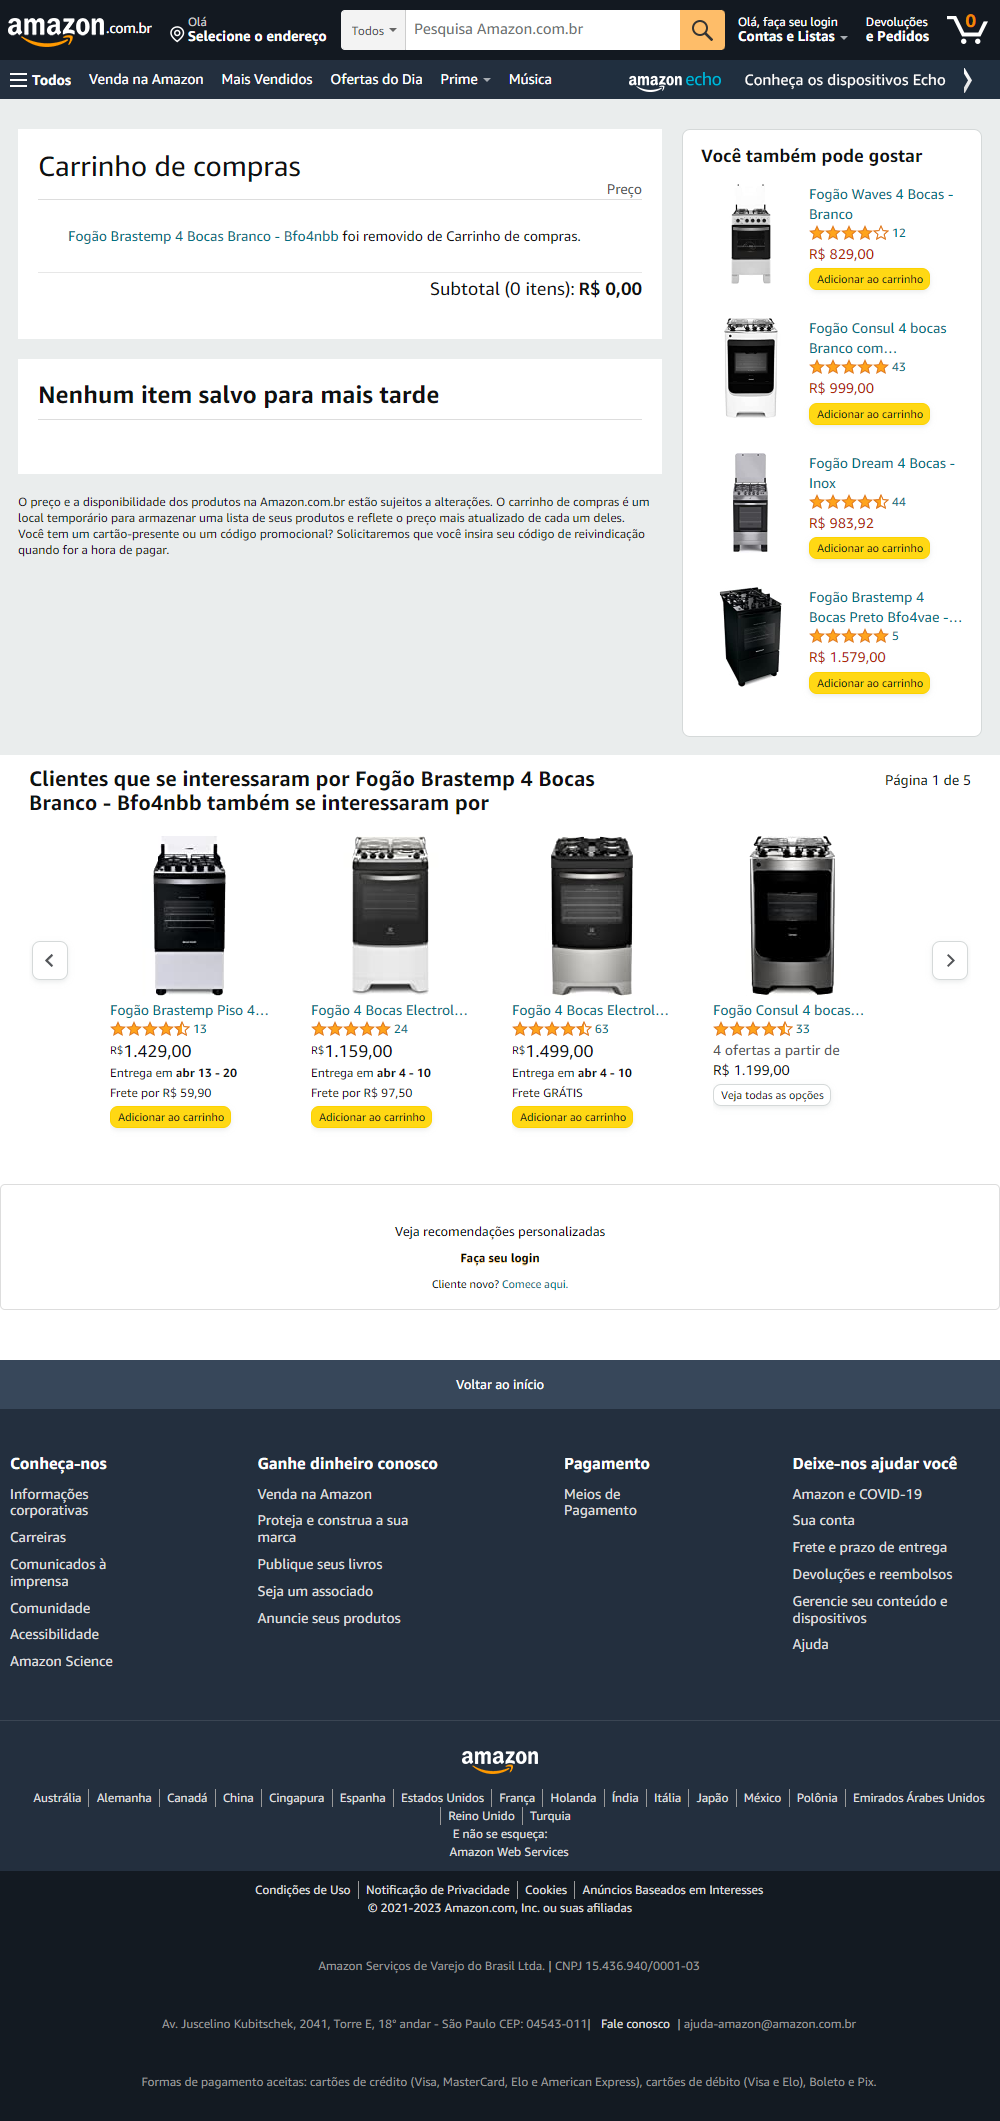 amazon.com.br
Olá
Selecione o endereço
Todos
Pesquisa Amazon.com.br
Olá, faça seu login
Contas e Listas
Devoluções
e Pedidos
0
Todos
Venda na Amazon
Mais Vendidos
Ofertas do Dia
Prime
Música
amazon echo
Conheça os dispositivos Echo
Carrinho de compras
Preço
Fogão Brastemp 4 Bocas Branco - Bfo4nbb foi removido de Carrinho de compras.
Subtotal (0 itens): R$ 0,00
Nenhum item salvo para mais tarde
O preço e a disponibilidade dos produtos na Amazon.com.br estão sujeitos a alterações. O carrinho de compras é um
local temporário para armazenar uma lista de seus produtos e reflete o preço mais atualizado de cada um deles.
Você tem um cartão-presente ou um código promocional? Solicitaremos que você insira seu código de reivindicação
quando for a hora de pagar.
Você também pode gostar
Fogão Waves 4 Bocas -
Branco
12
R$ 829,00
Adicionar ao carrinho
Fogão Consul 4 bocas
Branco com…
43
R$ 999,00
Adicionar ao carrinho
Fogão Dream 4 Bocas -
Inox
44
R$ 983,92
Adicionar ao carrinho
Fogão Brastemp 4
Bocas Preto Bfo4vae -…
5
R$ 1.579,00
Adicionar ao carrinho
Clientes que se interessaram por Fogão Brastemp 4 Bocas
Branco - Bfo4nbb também se interessaram por
Página 1 de 5
Fogão Brastemp Piso 4…
13
R$1.429,00
Entrega em abr 13 - 20
Frete por R$ 59,90
Adicionar ao carrinho
Fogão 4 Bocas Electrol…
24
R$1.159,00
Entrega em abr 4 - 10
Frete por R$ 97,50
Adicionar ao carrinho
Fogão 4 Bocas Electrol…
63
R$1.499,00
Entrega em abr 4 - 10
Frete GRÁTIS
Adicionar ao carrinho
Fogão Consul 4 bocas…
33
4 ofertas a partir de
R$ 1.199,00
Veja todas as opções
Veja recomendações personalizadas
Faça seu login
Cliente novo? Comece aqui.
Voltar ao início
Conheça-nos
Informações
corporativas
Carreiras
Comunicados à
imprensa
Comunidade
Acessibilidade
Amazon Science
Ganhe dinheiro conosco
Venda na Amazon
Proteja e construa a sua
marca
Publique seus livros
Seja um associado
Anuncie seus produtos
Pagamento
Meios de
Pagamento
Deixe-nos ajudar você
Amazon e COVID-19
Sua conta
Frete e prazo de entrega
Devoluções e reembolsos
Gerencie seu conteúdo e
dispositivos
Ajuda
amazon
Austrália Alemanha Canadá China Cingapura Espanha Estados Unidos França Holanda Índia Itália Japão México Polônia Emirados Árabes Unidos
Reino Unido Turquia
E não se esqueça:
Amazon Web Services
Condições de Uso Notificação de Privacidade Cookies Anúncios Baseados em Interesses
© 2021-2023 Amazon.com, Inc. ou suas afiliadas
Amazon Serviços de Varejo do Brasil Ltda. | CNPJ 15.436.940/0001-03
Av. Juscelino Kubitschek, 2041, Torre E, 18° andar - São Paulo CEP: 04543-011| Fale conosco | ajuda-amazon@amazon.com.br
Formas de pagamento aceitas: cartões de crédito (Visa, MasterCard, Elo e American Express), cartões de débito (Visa e Elo), Boleto e Pix.